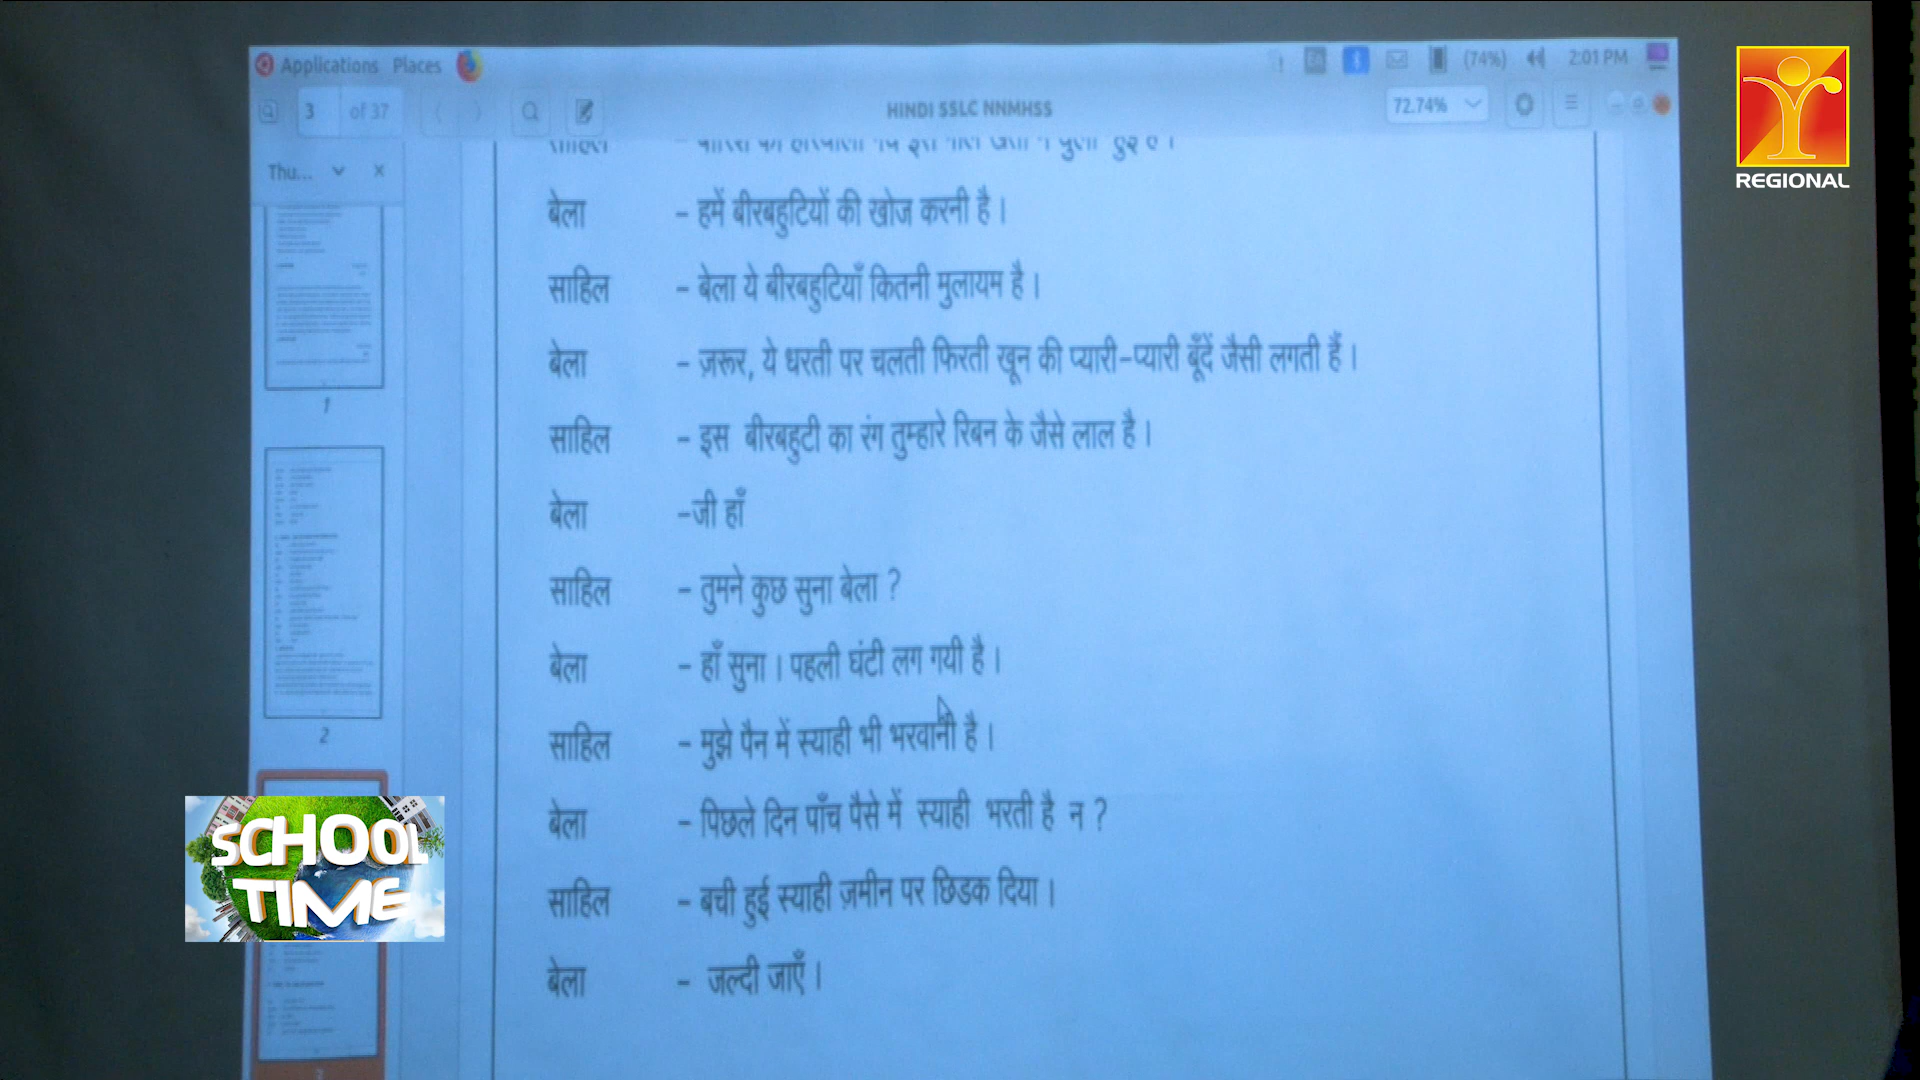 Applications Places (74%) 2:01 PM
3 of 37 HINDI SSLC NNMHSS 72.74%
Thu...
REGIONAL
साहिल –
बेला – हमें बीरबहुटियों की खोज करनी है।
साहिल – बेला ये बीरबहुटियाँ कितनी मुलायम है।
बेला – ज़रूर, ये धरती पर चलती फिरती खून की प्यारी-प्यारी बूँदें जैसी लगती हैं।
1
साहिल – इस बीरबहुटी का रंग तुम्हारे रिबन के जैसे लाल है।
बेला –जी हाँ
साहिल – तुमने कुछ सुना बेला ?
बेला – हाँ सुना। पहली घंटी लग गयी है।
2
साहिल – मुझे पैन में स्याही भी भरवानी है।
बेला – पिछले दिन पाँच पैसे में स्याही भरती है न ?
साहिल – बची हुई स्याही ज़मीन पर छिडक दिया।
बेला – जल्दी जाएँ।
SCHOOL
TIME